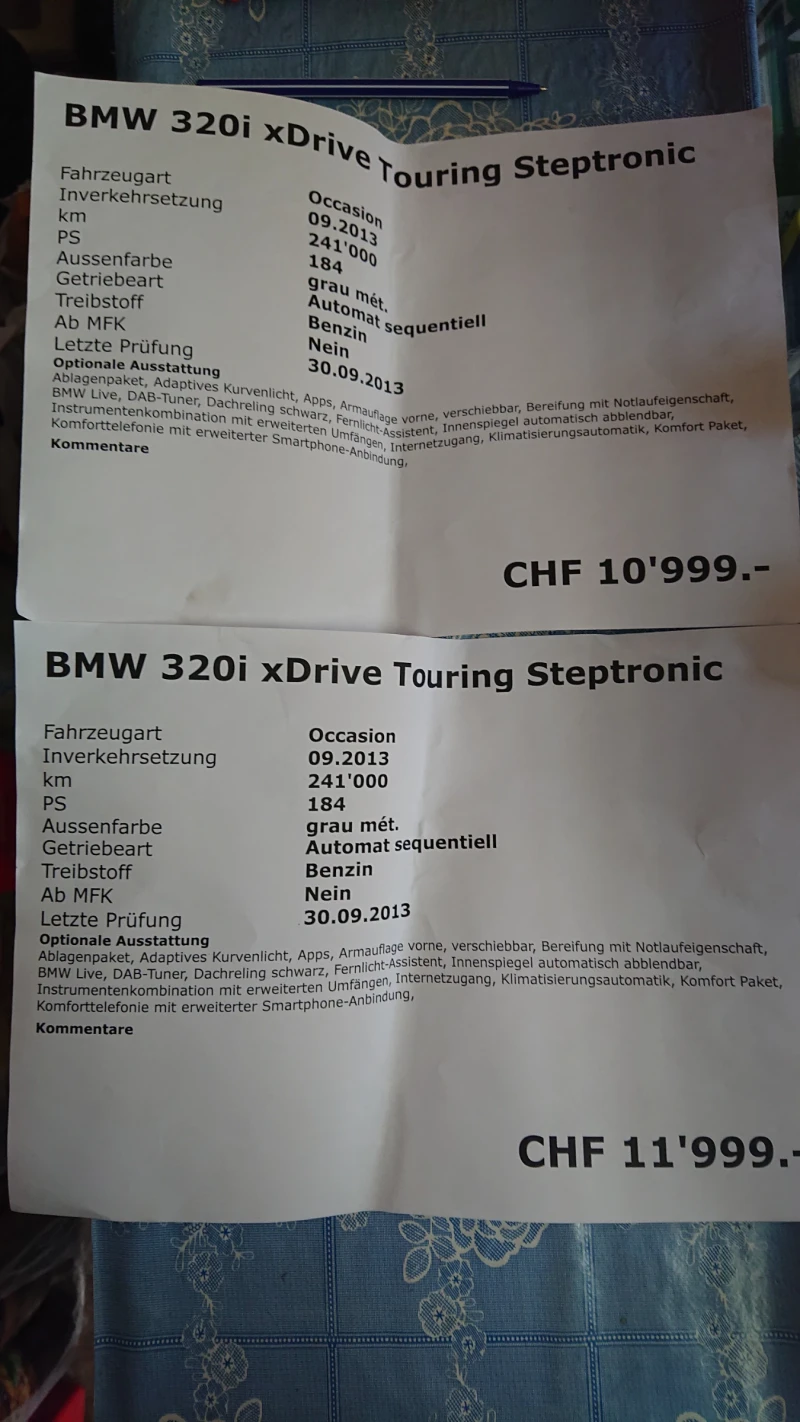 BMW 320i xDrive Touring Steptronic
Fahrzeugart Occasion
Inverkehrsetzung 09.2013
km 241'000
PS 184
Aussenfarbe grau mét.
Getriebeart Automat sequentiell
Treibstoff Benzin
Ab MFK Nein
Letzte Prüfung 30.09.2013
Optionale Ausstattung
Ablagenpaket, Adaptives Kurvenlicht, Apps, Armauflage vorne, verschiebbar, Bereifung mit Notlaufeigenschaft,
BMW Live, DAB-Tuner, Dachreling schwarz, Fernlicht-Assistent, Innenspiegel automatisch abblendbar,
Instrumentenkombination mit erweiterten Umfängen, Internetzugang, Klimatisierungsautomatik, Komfort Paket,
Komforttelefonie mit erweiterter Smartphone-Anbindung,
Kommentare
CHF 10'999.-
BMW 320i xDrive Touring Steptronic
Fahrzeugart Occasion
Inverkehrsetzung 09.2013
km 241'000
PS 184
Aussenfarbe grau mét.
Getriebeart Automat sequentiell
Treibstoff Benzin
Ab MFK Nein
Letzte Prüfung 30.09.2013
Optionale Ausstattung
Ablagenpaket, Adaptives Kurvenlicht, Apps, Armauflage vorne, verschiebbar, Bereifung mit Notlaufeigenschaft,
BMW Live, DAB-Tuner, Dachreling schwarz, Fernlicht-Assistent, Innenspiegel automatisch abblendbar,
Instrumentenkombination mit erweiterten Umfängen, Internetzugang, Klimatisierungsautomatik, Komfort Paket,
Komforttelefonie mit erweiterter Smartphone-Anbindung,
Kommentare
CHF 11'999.-